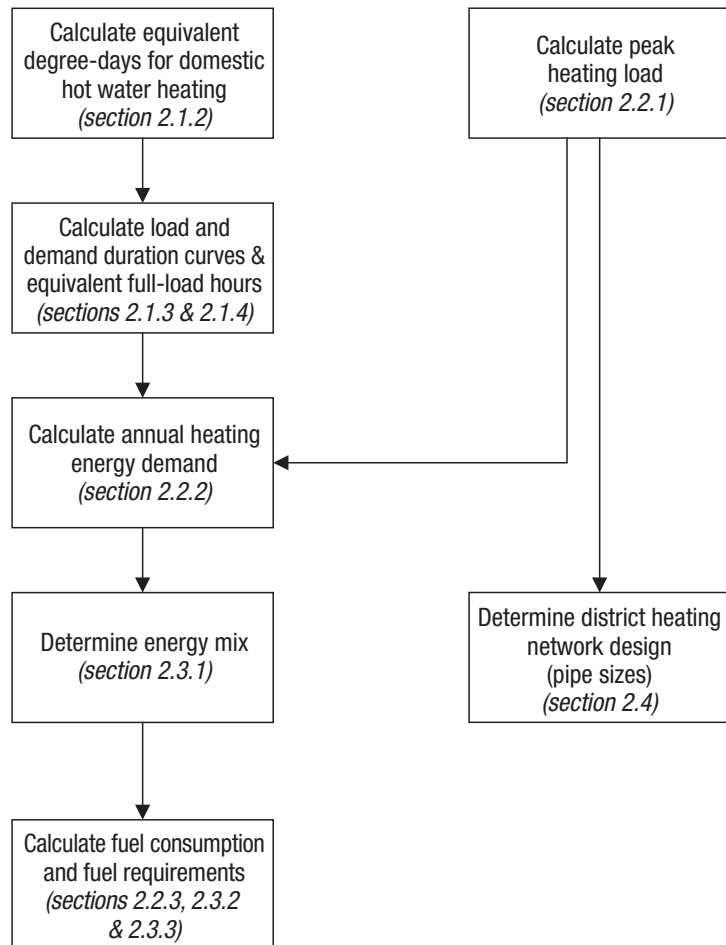 Calculate equivalent
degree-days for domestic
hot water heating
(section 2.1.2)
Calculate peak
heating load
(section 2.2.1)
Calculate load and
demand duration curves &
equivalent full-load hours
(sections 2.1.3 & 2.1.4)
Calculate annual heating
energy demand
(section 2.2.2)
Determine energy mix
(section 2.3.1)
Determine district heating
network design
(pipe sizes)
(section 2.4)
Calculate fuel consumption
and fuel requirements
(sections 2.2.3, 2.3.2
& 2.3.3)